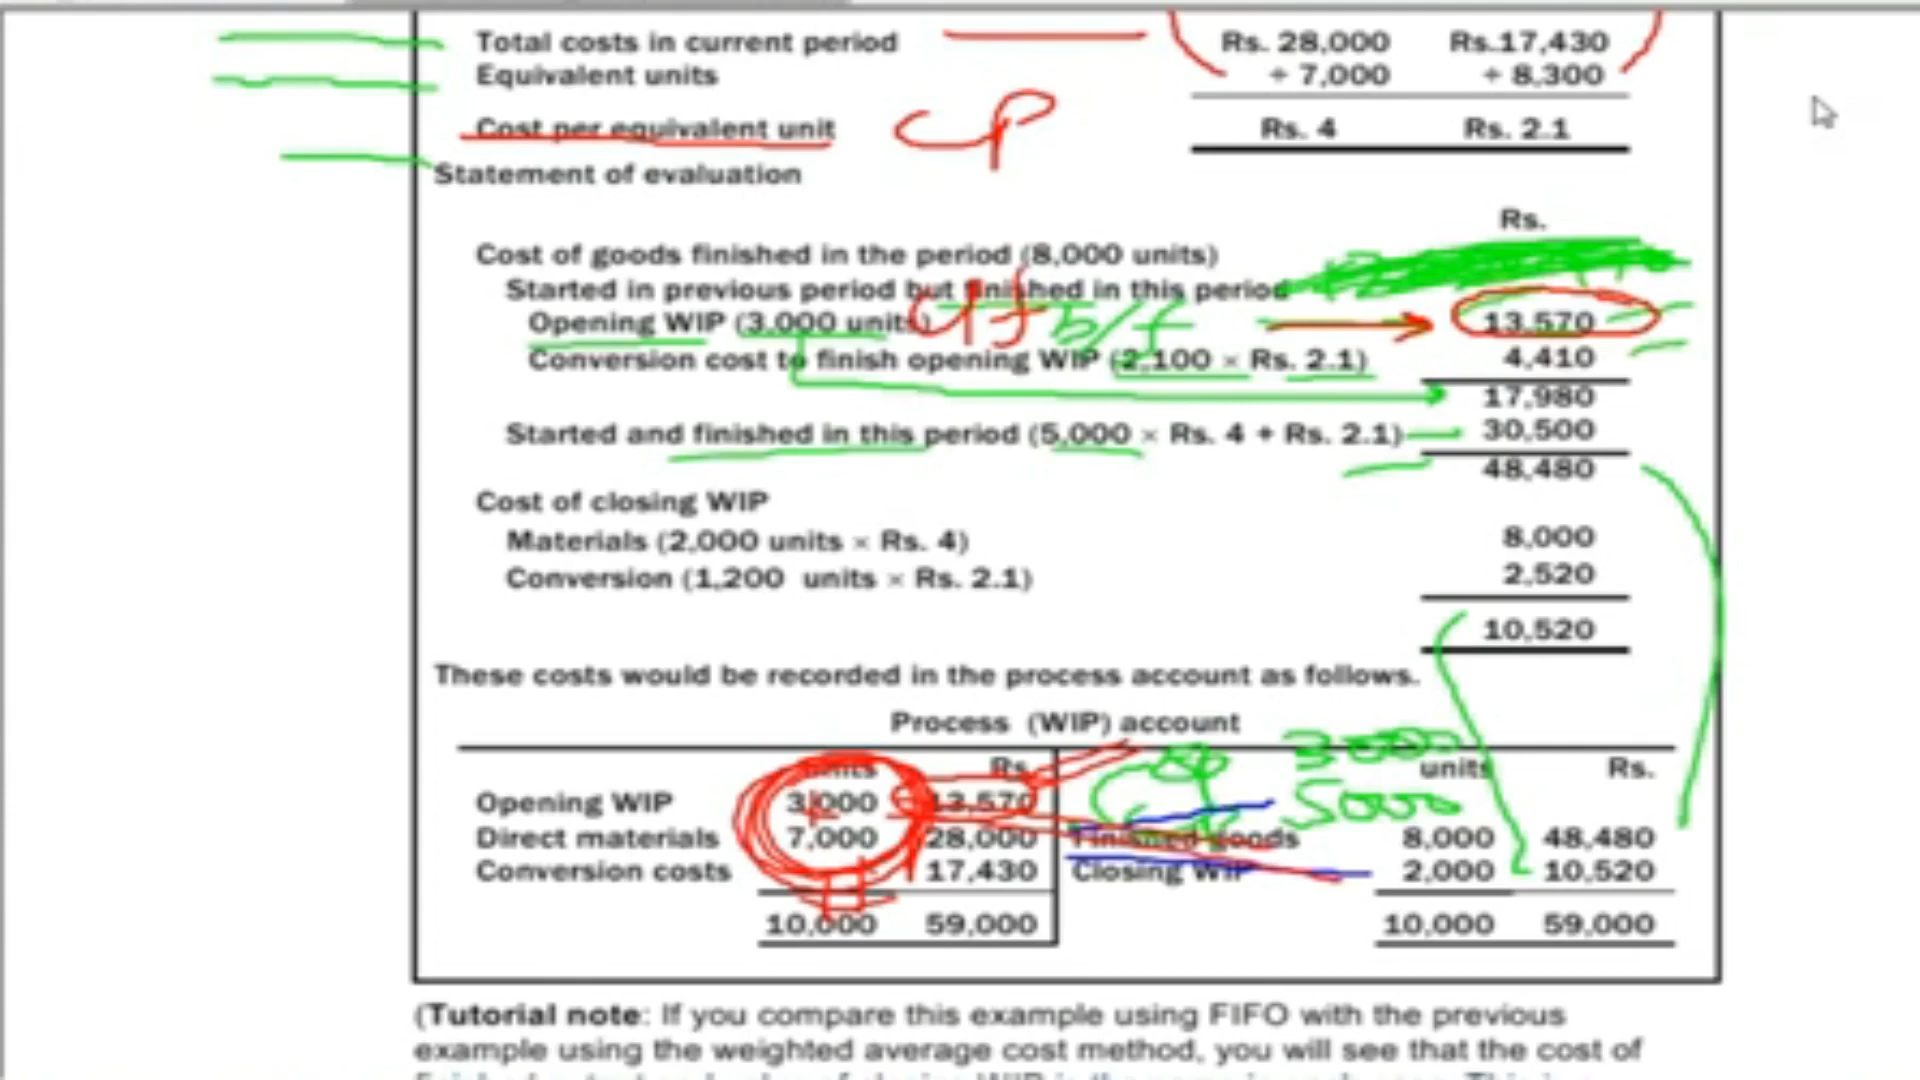 Total costs in current period Rs. 28,000 Rs.17,430
Equivalent units ÷ 7,000 ÷ 8,300
Cost per equivalent unit Rs. 4 Rs. 2.1
Statement of evaluation
Rs.
Cost of goods finished in the period (8,000 units)
Started in previous period but finished in this period
Opening WIP (3,000 units) b/f 13,570
Conversion cost to finish opening WIP (2,100 × Rs. 2.1) 4,410
17,980
Started and finished in this period (5,000 × Rs. 4 + Rs. 2.1) 30,500
48,480
Cost of closing WIP
Materials (2,000 units × Rs. 4) 8,000
Conversion (1,200 units × Rs. 2.1) 2,520
10,520
These costs would be recorded in the process account as follows.
Process (WIP) account
3000
units Rs. units Rs.
Opening WIP 3,000 13,570 5000
Direct materials 7,000 28,000 Finished goods 8,000 48,480
Conversion costs 17,430 Closing WIP 2,000 10,520
10,000 59,000 10,000 59,000
(Tutorial note: If you compare this example using FIFO with the previous
example using the weighted average cost method, you will see that the cost of